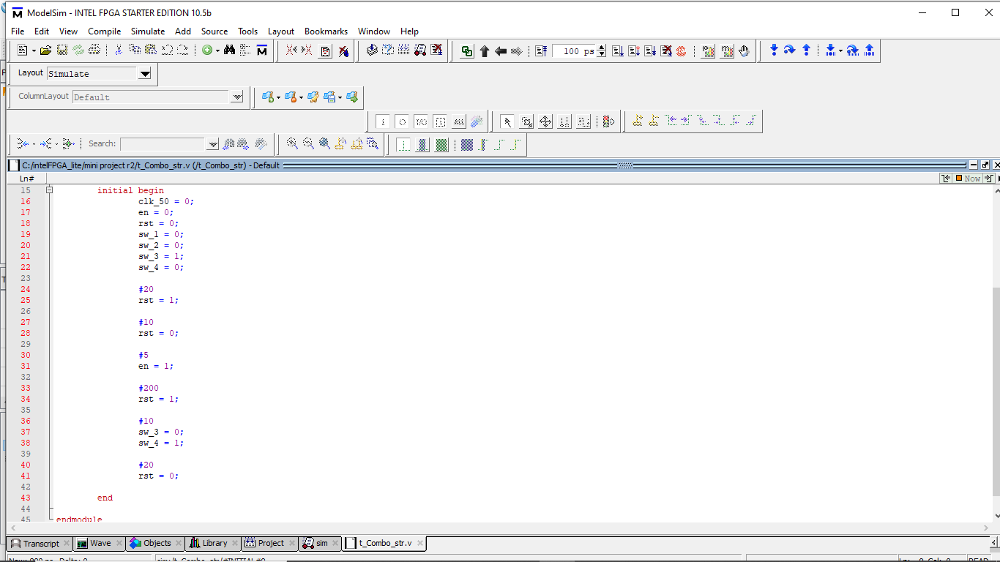 ModelSim - INTEL FPGA STARTER EDITION 10.5b
File Edit View Compile Simulate Add Source Tools Layout Bookmarks Window Help
100 ps
Layout Simulate
ColumnLayout Default
Search:
C:/intelFPGA_lite/mini project r2/t_Combo_str.v (/t_Combo_str) - Default
Ln#
Now
15 initial begin
16 clk_50 = 0;
17 en = 0;
18 rst = 0;
19 sw_1 = 0;
20 sw_2 = 0;
21 sw_3 = 1;
22 sw_4 = 0;
23
24 #20
25 rst = 1;
26
27 #10
28 rst = 0;
29
30 #5
31 en = 1;
32
33 #200
34 rst = 1;
35
36 #10
37 sw_3 = 0;
38 sw_4 = 1;
39
40 #20
41 rst = 0;
42
43 end
44
45 endmodule
Transcript Wave Objects Library Project sim t_Combo_str.v